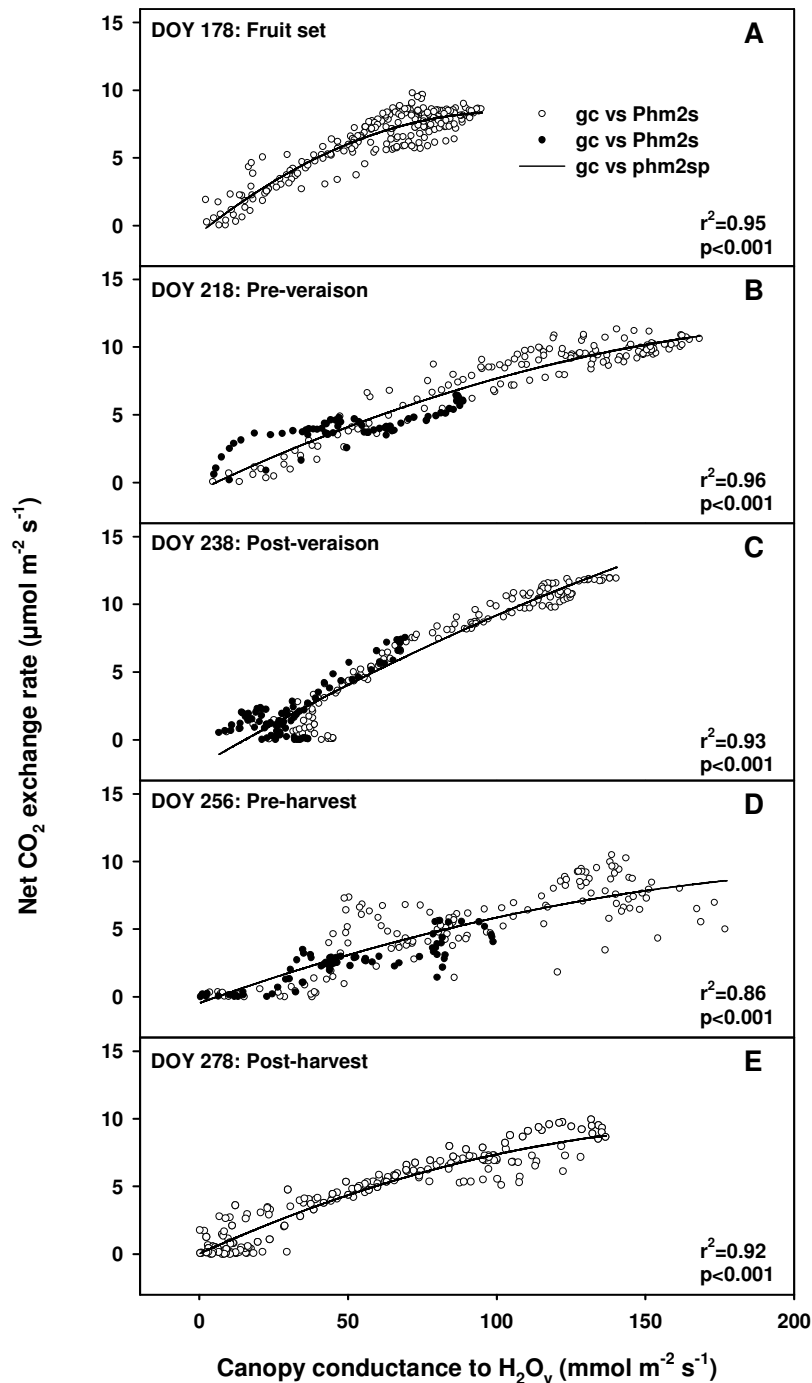 DOY 178: Fruit set
A
gc vs Phm2s
gc vs Phm2s
gc vs phm2sp
r²=0.95
p<0.001
15
10
5
0
DOY 218: Pre-veraison
B
r²=0.96
p<0.001
15
10
5
0
DOY 238: Post-veraison
C
r²=0.93
p<0.001
15
10
5
0
DOY 256: Pre-harvest
D
r²=0.86
p<0.001
15
10
5
0
DOY 278: Post-harvest
E
r²=0.92
p<0.001
15
10
5
0
0 50 100 150 200
Net CO₂ exchange rate (µmol m⁻² s⁻¹)
Canopy conductance to H₂Oᵥ (mmol m⁻² s⁻¹)